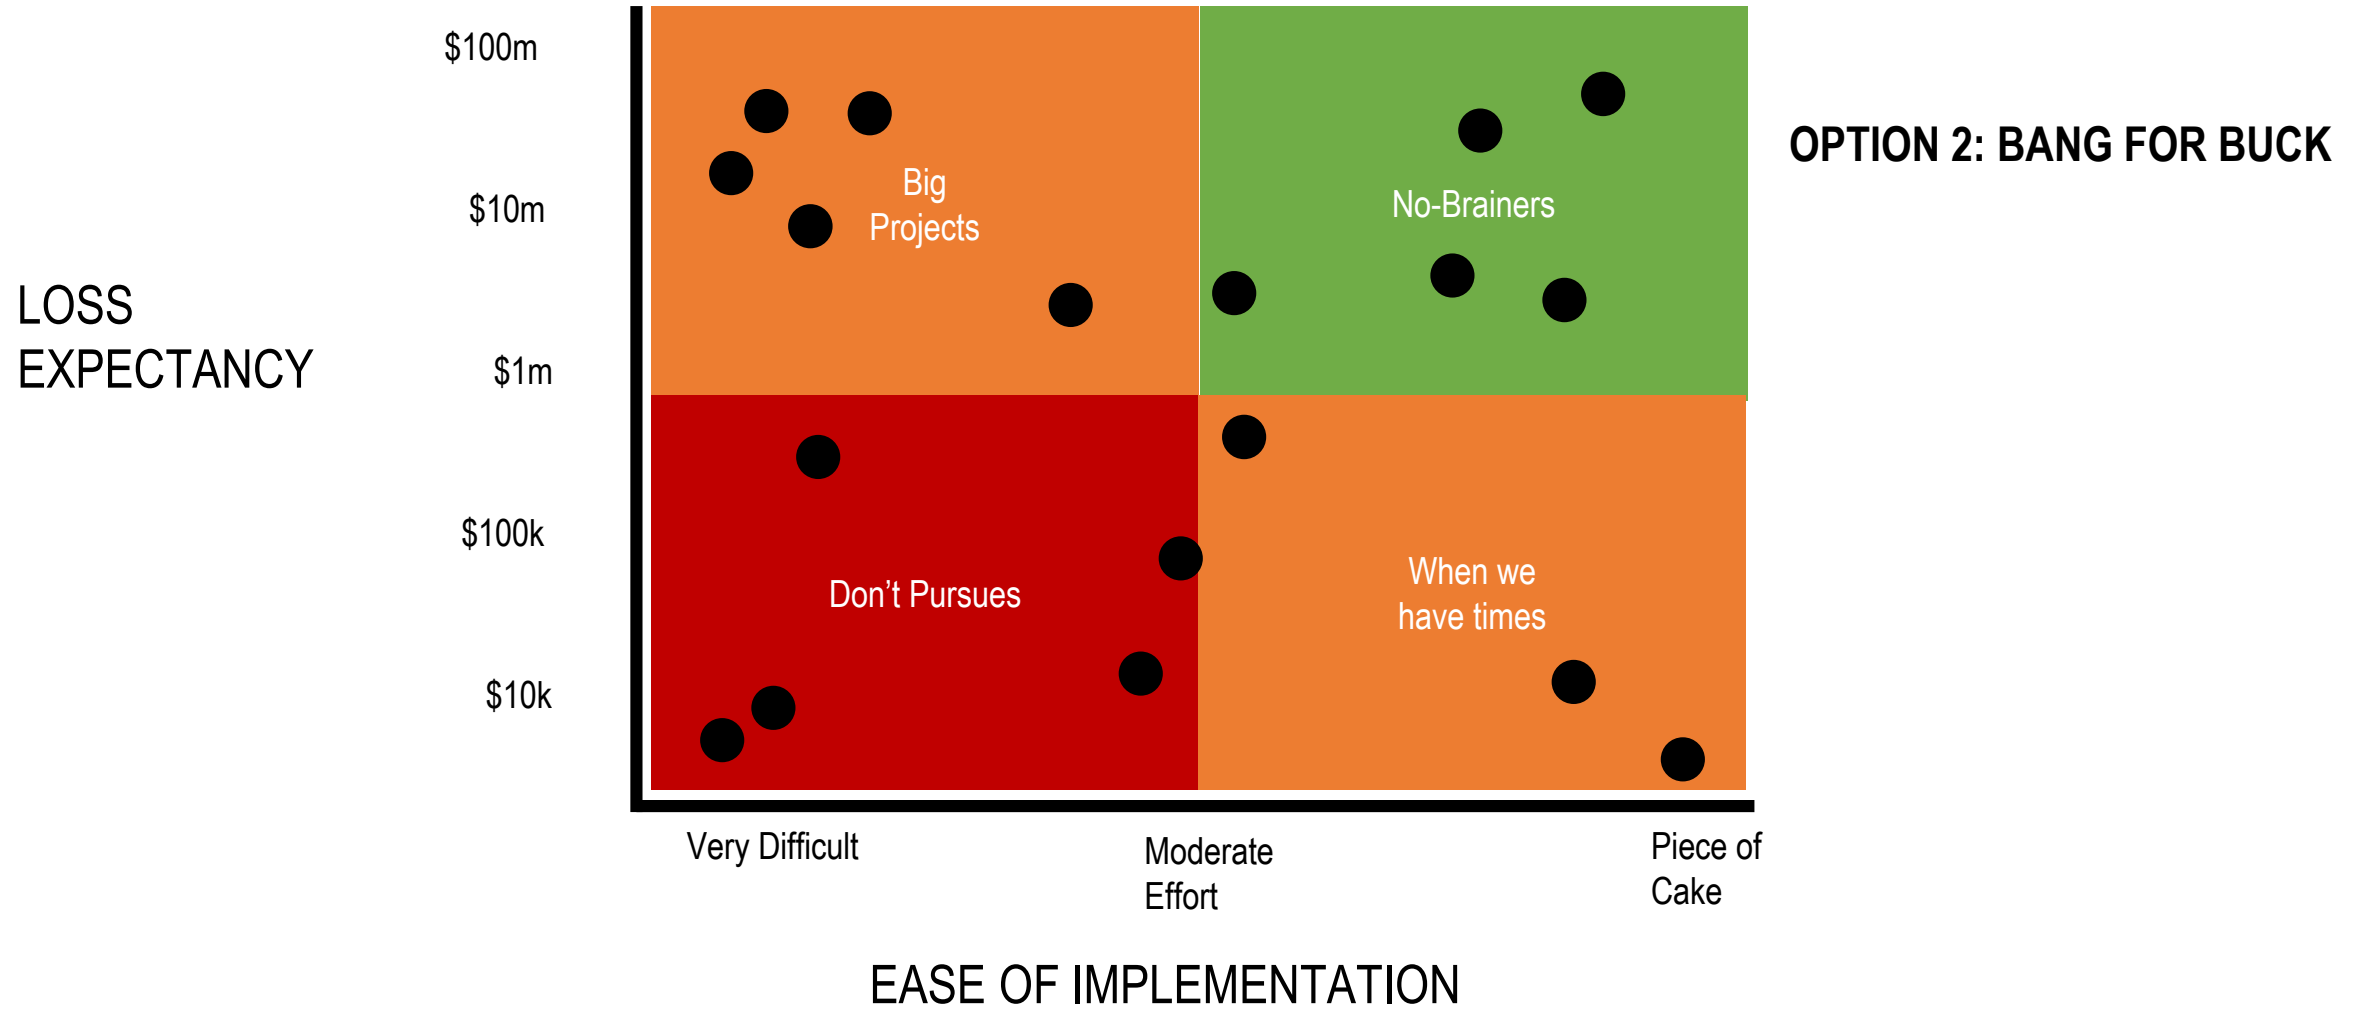 $100m
OPTION 2: BANG FOR BUCK
Big
Projects
No-Brainers
$10m
LOSS
EXPECTANCY
$1m
$100k
Don’t Pursues
When we
have times
$10k
Very Difficult
Moderate
Effort
Piece of
Cake
EASE OF IMPLEMENTATION